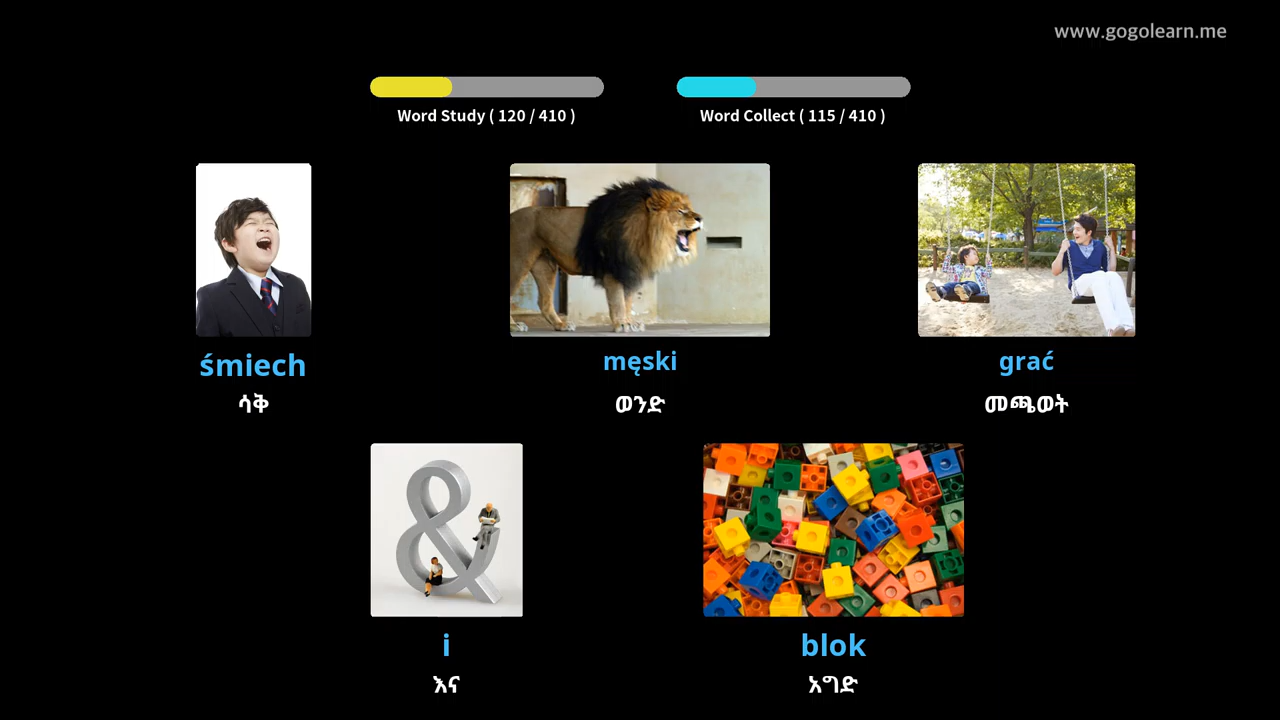 www.gogolearn.me
Word Study ( 120 / 410 )
Word Collect ( 115 / 410 )
śmiech
męski
grać
ሳቅ
ወንድ
መጫወት
i
blok
እና
አግድ